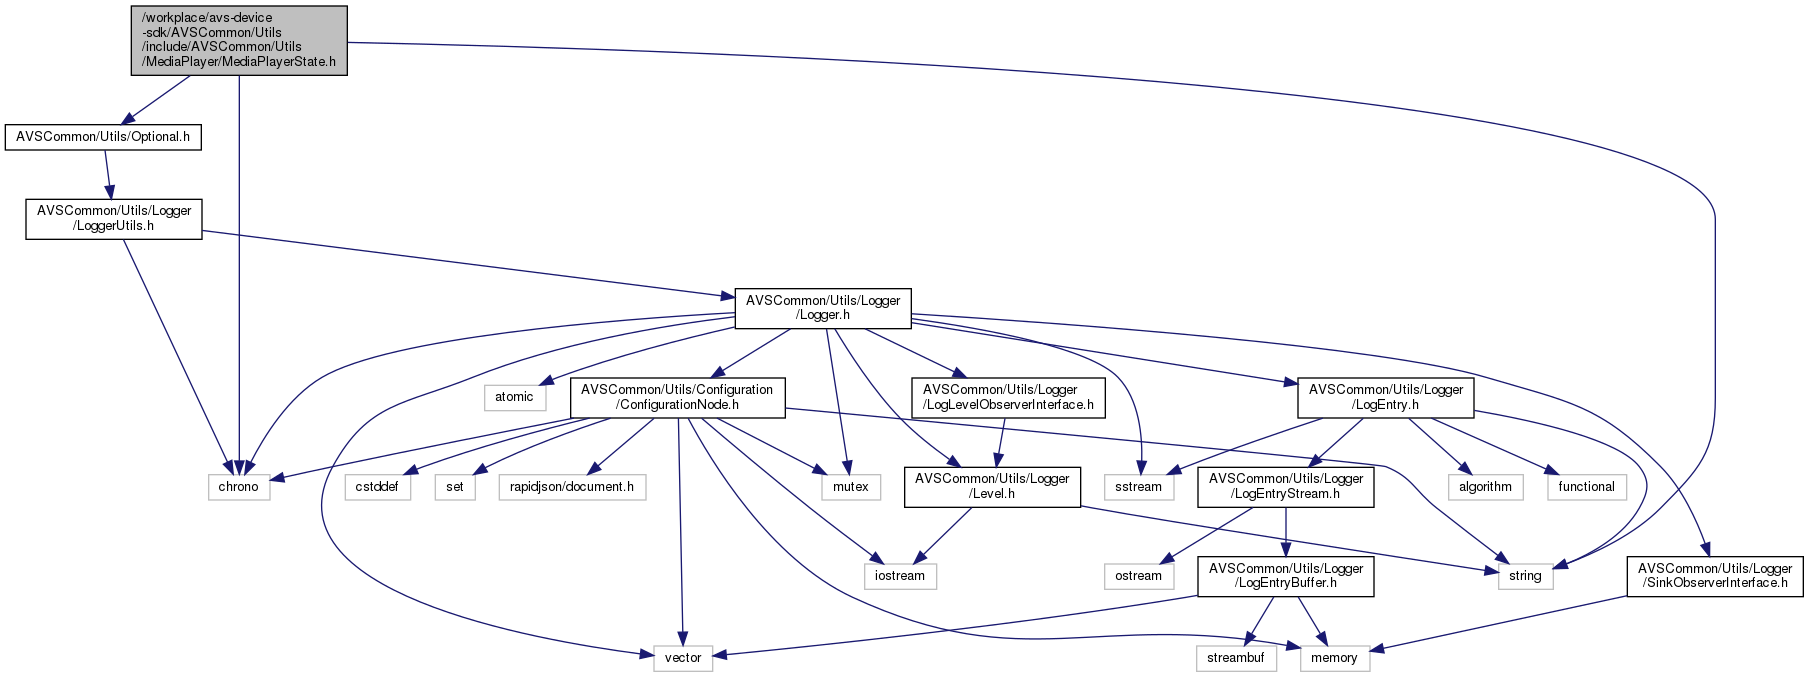 /workplace/avs-device
-sdk/AVSCommon/Utils
/include/AVSCommon/Utils
/MediaPlayer/MediaPlayerState.h
AVSCommon/Utils/Optional.h
AVSCommon/Utils/Logger
/LoggerUtils.h
AVSCommon/Utils/Logger
/Logger.h
atomic
AVSCommon/Utils/Configuration
/ConfigurationNode.h
AVSCommon/Utils/Logger
/LogLevelObserverInterface.h
AVSCommon/Utils/Logger
/LogEntry.h
chrono
cstddef
set
rapidjson/document.h
mutex
AVSCommon/Utils/Logger
/Level.h
sstream
AVSCommon/Utils/Logger
/LogEntryStream.h
algorithm
functional
iostream
ostream
AVSCommon/Utils/Logger
/LogEntryBuffer.h
string
AVSCommon/Utils/Logger
/SinkObserverInterface.h
vector
streambuf
memory